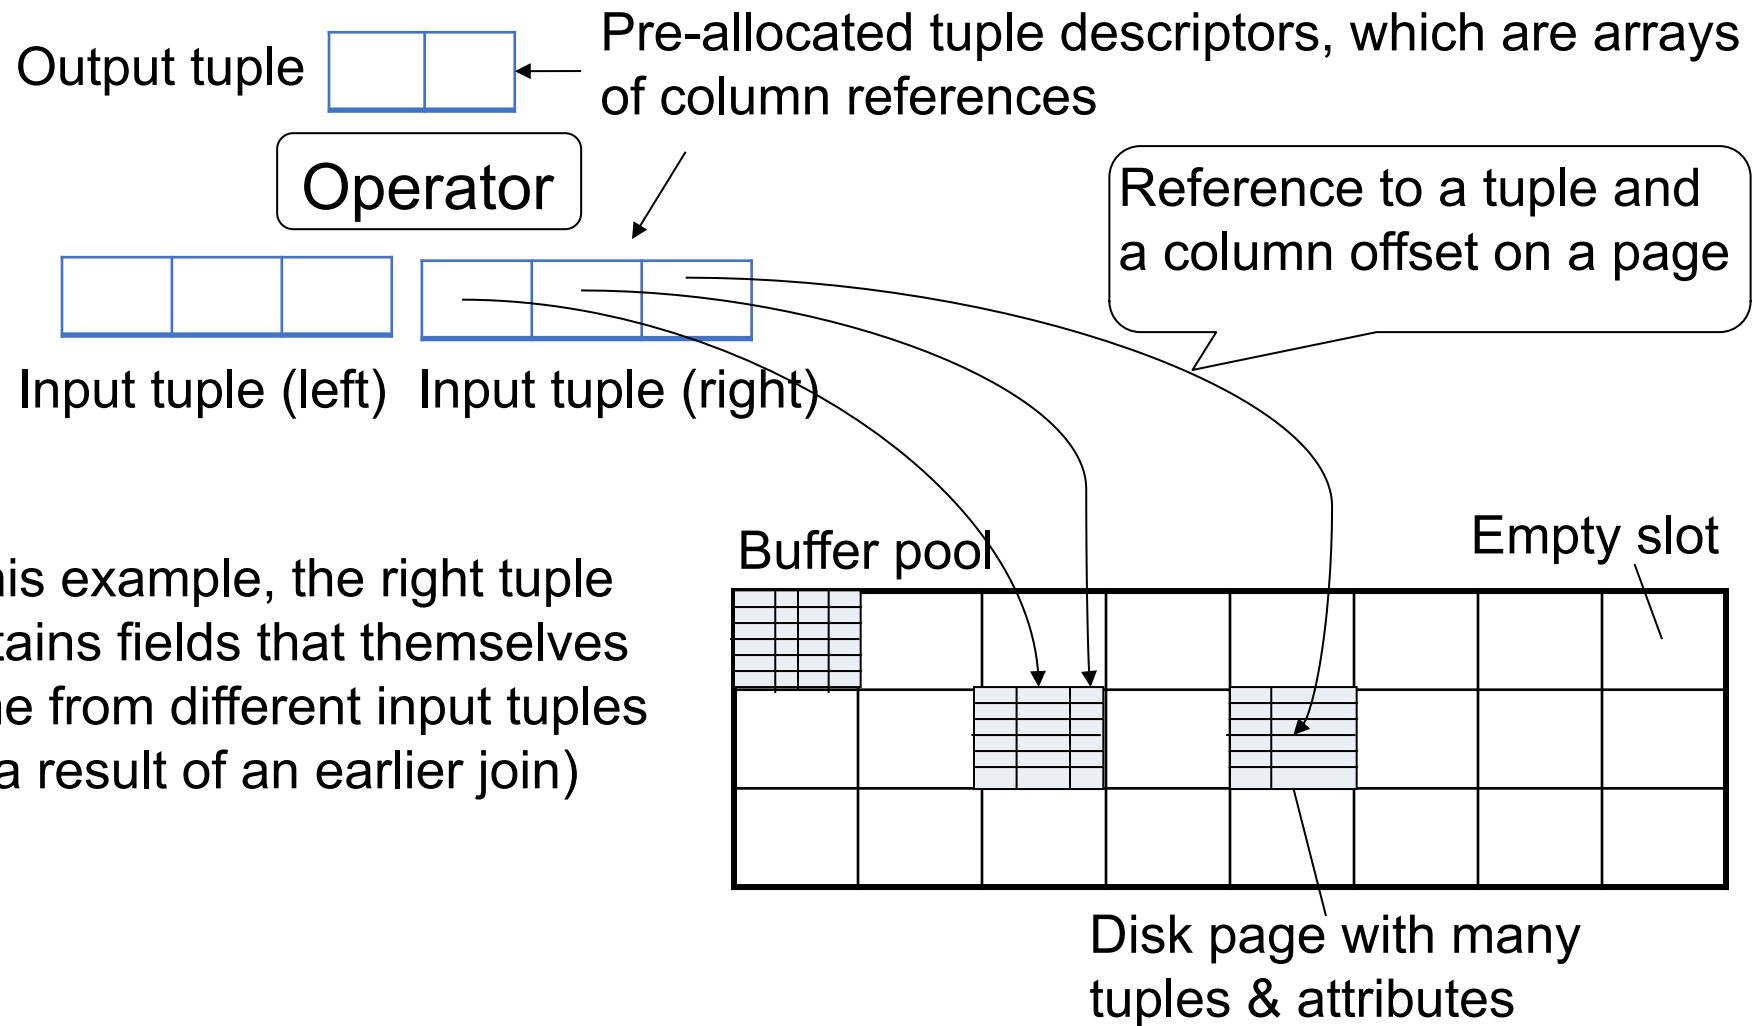 Output tuple
Pre-allocated tuple descriptors, which are arrays
of column references
Operator
Reference to a tuple and
a column offset on a page
Input tuple (left)
Input tuple (right)
example, the right tuple
fields that themselves
from different input tuples
a result of an earlier join)
Buffer pool
Empty slot
Disk page with many
tuples & attributes